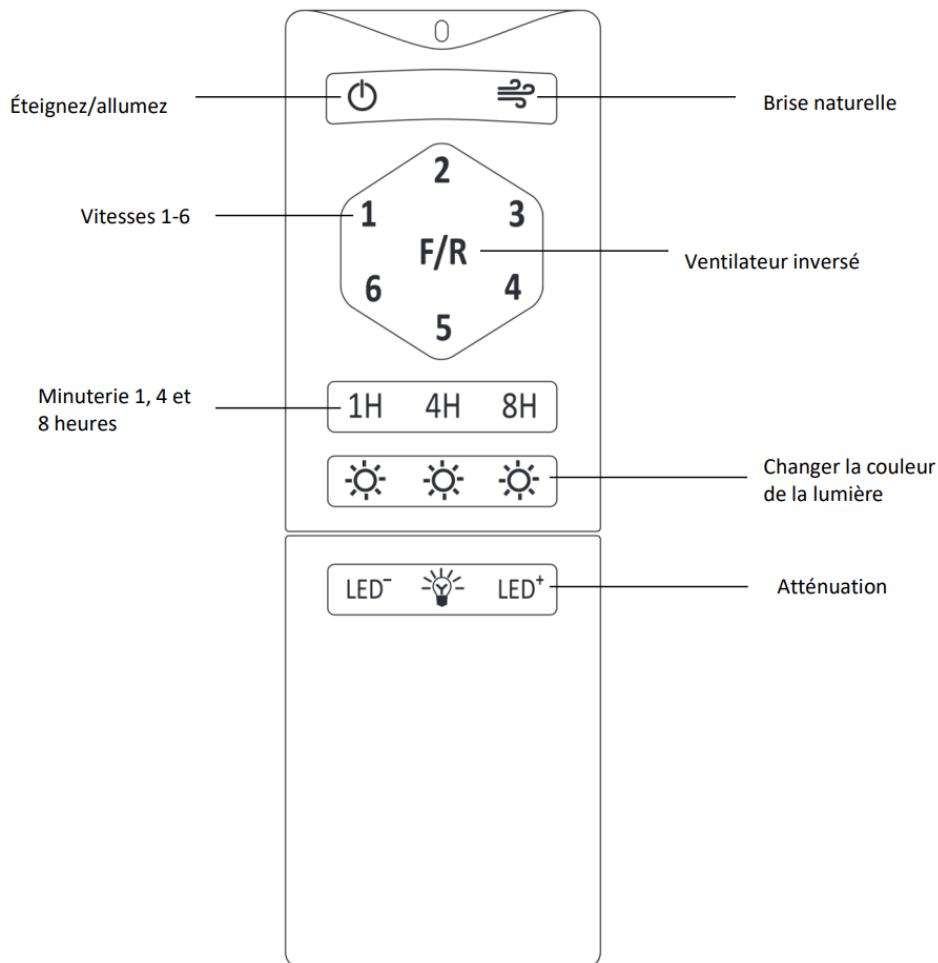 Éteignez/allumez
Brise naturelle
2
Vitesses 1-6
1
3
F/R
Ventilateur inversé
6
4
5
Minuterie 1, 4 et
8 heures
1H 4H 8H
Changer la couleur
de la lumière
LED⁻ LED⁺
Atténuation